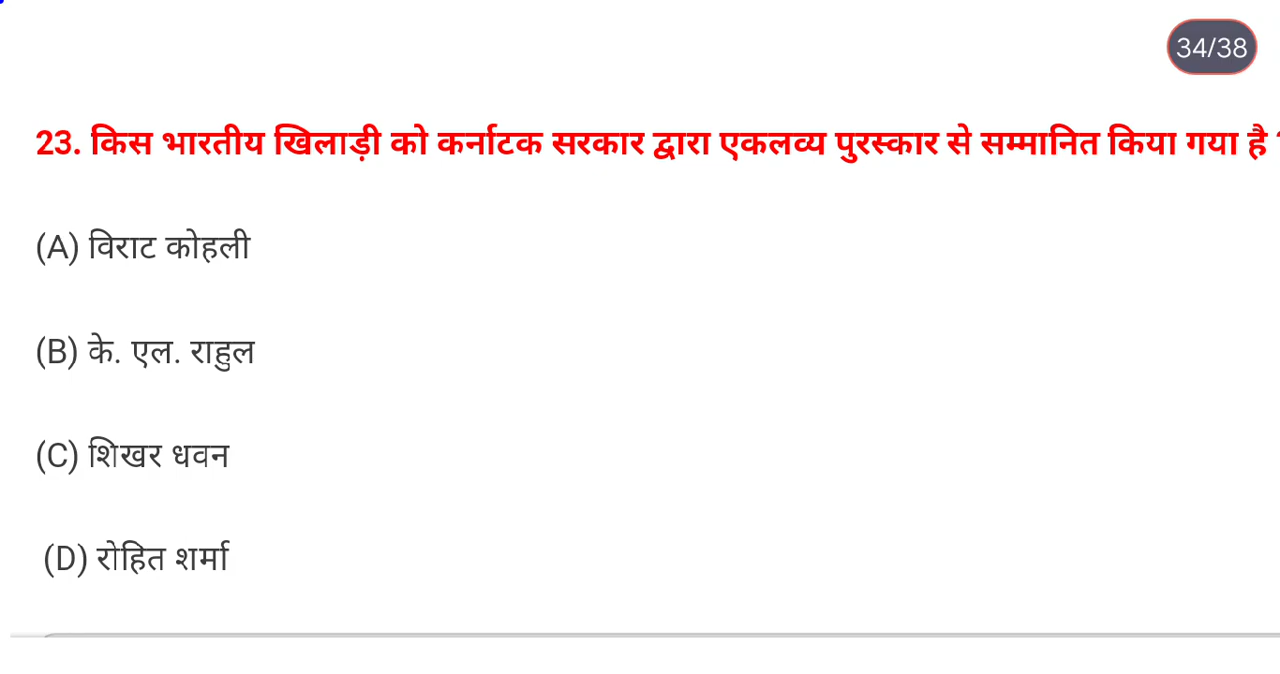 34/38
23. किस भारतीय खिलाड़ी को कर्नाटक सरकार द्वारा एकलव्य पुरस्कार से सम्मानित किया गया है ?
(A) विराट कोहली
(B) के. एल. राहुल
(C) शिखर धवन
(D) रोहित शर्मा